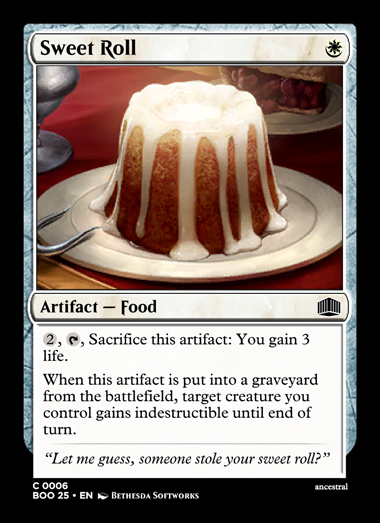 Sweet Roll
Artifact — Food
2, T, Sacrifice this artifact: You gain 3
life.
When this artifact is put into a graveyard
from the battlefield, target creature you
control gains indestructible until end of
turn.
“Let me guess, someone stole your sweet roll?”
C 0006
BOO 25 • EN Bethesda Softworks
ancestral